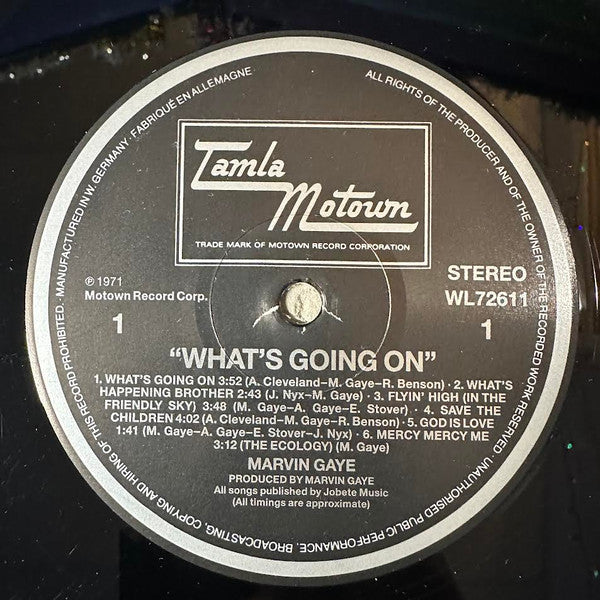 MANUFACTURED IN W. GERMANY · FABRIQUÉ EN ALLEMAGNE
ALL RIGHTS OF THE PRODUCER AND OF THE OWNER OF THE RECORDED WORK RESERVED · UNAUTHORISED PUBLIC PERFORMANCE, BROADCASTING, COPYING AND HIRING OF THIS RECORD PROHIBITED.
Tamla
Motown
TRADE MARK OF MOTOWN RECORD CORPORATION
℗ 1971
Motown Record Corp.
1
STEREO
WL72611
1
“WHAT'S GOING ON”
1. WHAT'S GOING ON 3:52 (A. Cleveland–M. Gaye–R. Benson) · 2. WHAT'S
HAPPENING BROTHER 2:43 (J. Nyx–M. Gaye) · 3. FLYIN' HIGH (IN THE
FRIENDLY SKY) 3:48 (M. Gaye–A. Gaye–E. Stover) · 4. SAVE THE
CHILDREN 4:02 (A. Cleveland–M. Gaye–R. Benson) · 5. GOD IS LOVE
1:41 (M. Gaye–A. Gaye–E. Stover–J. Nyx) · 6. MERCY MERCY ME
3:12 (THE ECOLOGY) (M. Gaye)
MARVIN GAYE
PRODUCED BY MARVIN GAYE
All songs published by Jobete Music
(All timings are approximate)